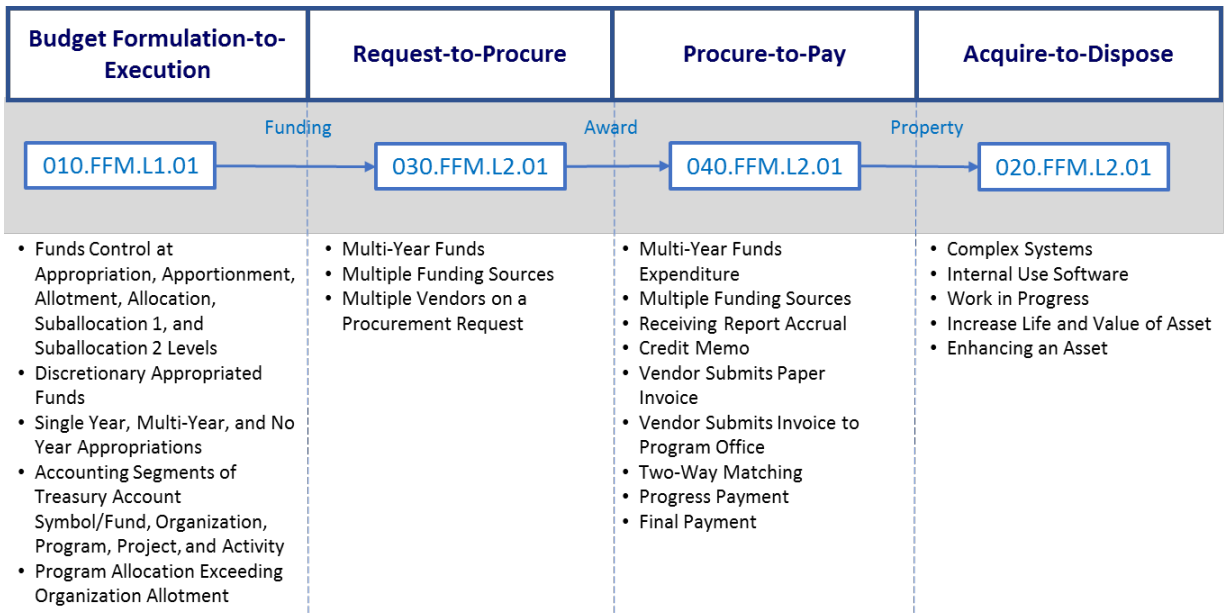 Budget Formulation-to-
Execution
Request-to-Procure
Procure-to-Pay
Acquire-to-Dispose
Funding
Award
Property
010.FFM.L1.01
030.FFM.L2.01
040.FFM.L2.01
020.FFM.L2.01
• Funds Control at
Appropriation, Apportionment,
Allotment, Allocation,
Suballocation 1, and
Suballocation 2 Levels
• Discretionary Appropriated
Funds
• Single Year, Multi-Year, and No
Year Appropriations
• Accounting Segments of
Treasury Account
Symbol/Fund, Organization,
Program, Project, and Activity
• Program Allocation Exceeding
Organization Allotment
• Multi-Year Funds
• Multiple Funding Sources
• Multiple Vendors on a
Procurement Request
• Multi-Year Funds
Expenditure
• Multiple Funding Sources
• Receiving Report Accrual
• Credit Memo
• Vendor Submits Paper
Invoice
• Vendor Submits Invoice to
Program Office
• Two-Way Matching
• Progress Payment
• Final Payment
• Complex Systems
• Internal Use Software
• Work in Progress
• Increase Life and Value of Asset
• Enhancing an Asset